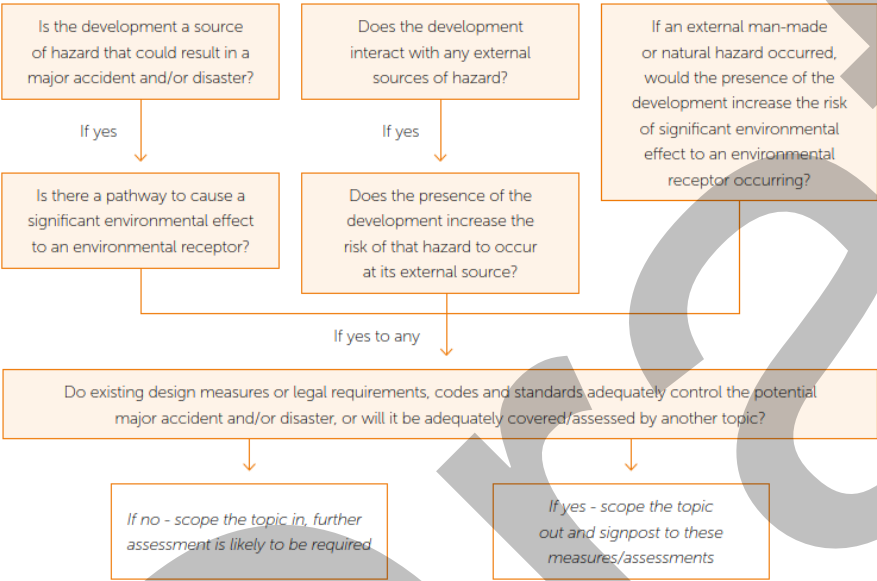 Is the development a source
of hazard that could result in a
major accident and/or disaster?
Does the development
interact with any external
sources of hazard?
If an external man-made
or natural hazard occurred,
would the presence of the
development increase the risk
of significant environmental
effect to an environmental
receptor occurring?
If yes
If yes
Is there a pathway to cause a
significant environmental effect
to an environmental receptor?
Does the presence of the
development increase the
risk of that hazard to occur
at its external source?
If yes to any
Do existing design measures or legal requirements, codes and standards adequately control the potential
major accident and/or disaster, or will it be adequately covered/assessed by another topic?
If no - scope the topic in, further
assessment is likely to be required
If yes - scope the topic
out and signpost to these
measures/assessments